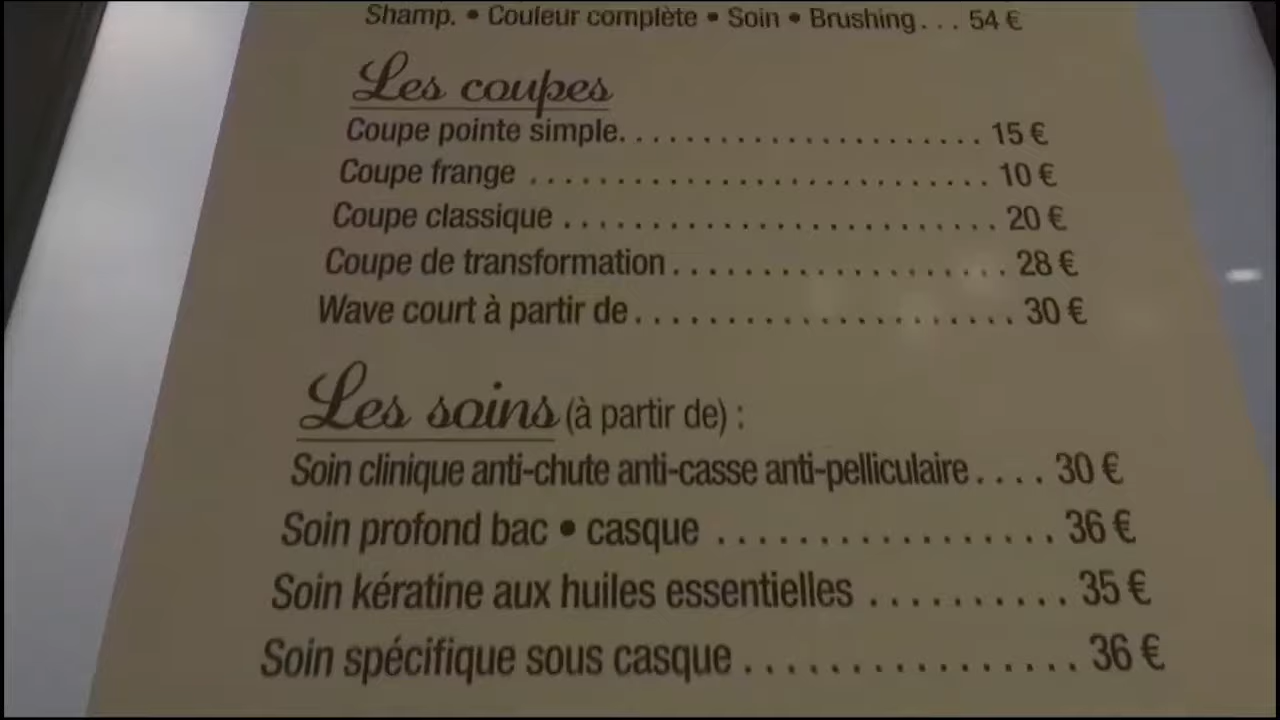 Shamp. • Couleur complète • Soin • Brushing... 54 €
Les coupes
Coupe pointe simple..................... 15 €
Coupe frange .......................... 10 €
Coupe classique ......................... 20 €
Coupe de transformation................... 28 €
Wave court à partir de..................... 30 €
Les soins (à partir de) :
Soin clinique anti-chute anti-casse anti-pelliculaire.... 30 €
Soin profond bac • casque ................. 36 €
Soin kératine aux huiles essentielles .......... 35 €
Soin spécifique sous casque ................ 36 €